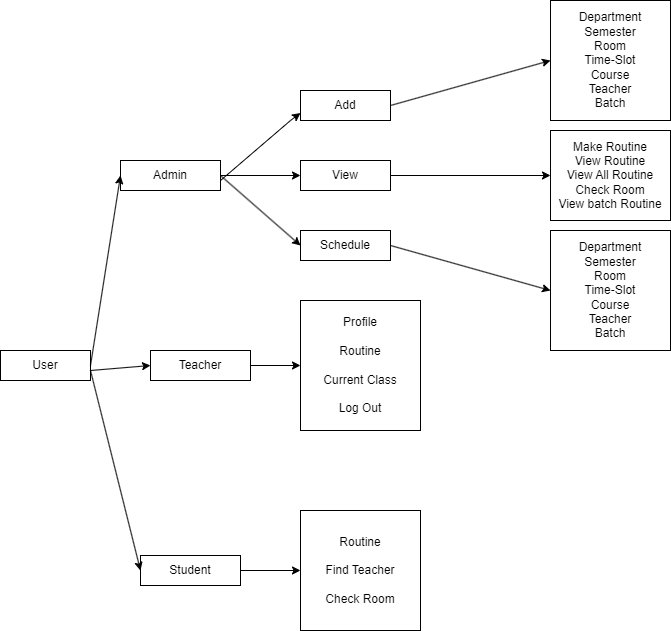 User
Admin
Add
Department
Semester
Room
Time-Slot
Course
Teacher
Batch
View
Make Routine
View Routine
View All Routine
Check Room
View batch Routine
Schedule
Department
Semester
Room
Time-Slot
Course
Teacher
Batch
Teacher
Profile
Routine
Current Class
Log Out
Student
Routine
Find Teacher
Check Room